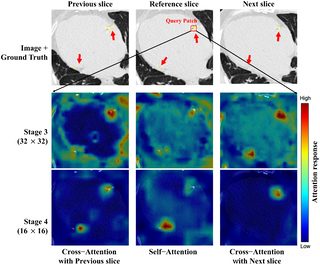 Previous slice Reference slice Next slice
Image +
Ground Truth
Query Patch
Stage 3
(32 × 32)
Stage 4
(16 × 16)
High
Attention response
Low
Cross−Attention
with Previous slice
Self−Attention
Cross−Attention
with Next slice